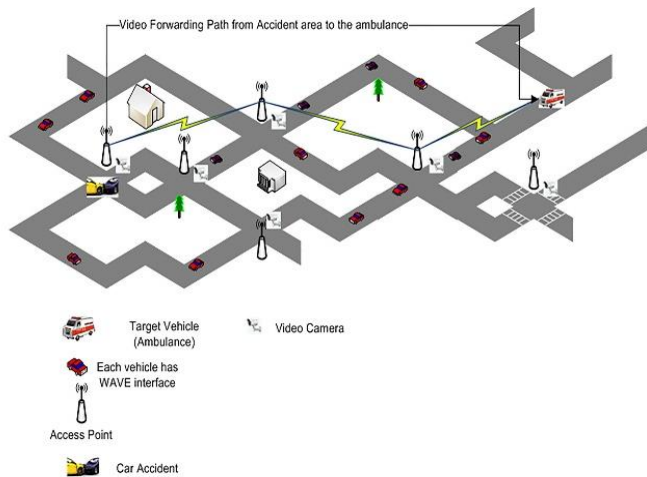 Video Forwarding Path from Accident area to the ambulance
Target Vehicle
(Ambulance)
Video Camera
Each vehicle has
WAVE interface
Access Point
Car Accident